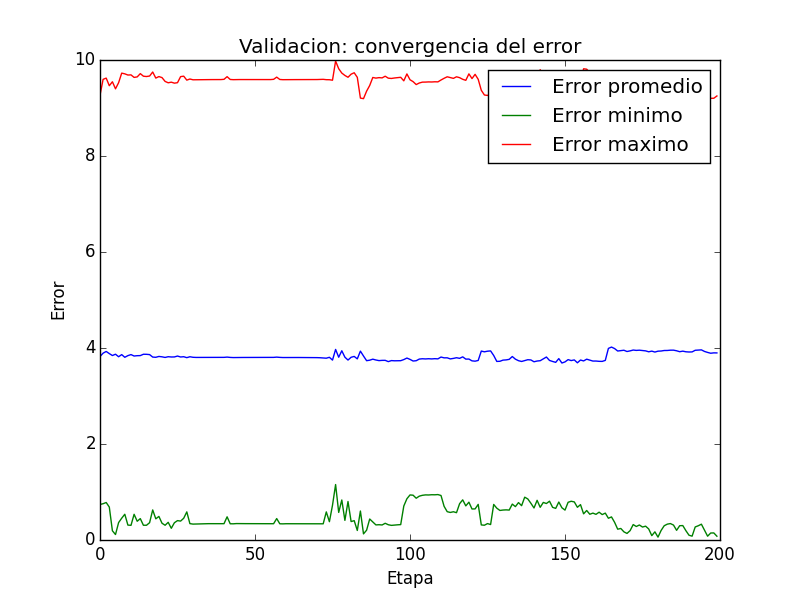 Validacion: convergencia del error
10
8
6
4
2
0
Error
Error promedio
Error minimo
Error maximo
0 50 100 150 200
Etapa